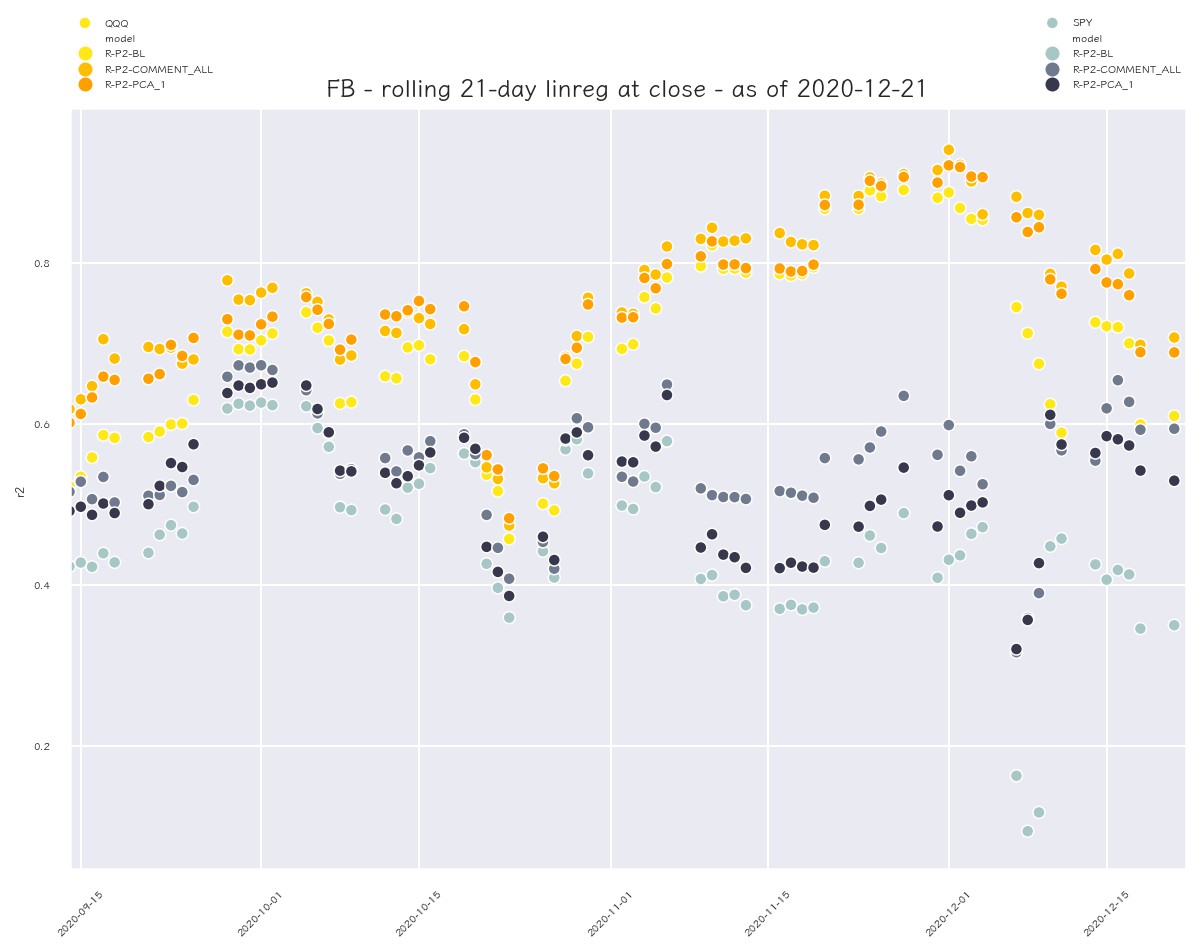 QQQ
model
R-P2-BL
R-P2-COMMENT_ALL
R-P2-PCA_1
SPY
model
R-P2-BL
R-P2-COMMENT_ALL
R-P2-PCA_1
FB - rolling 21-day linreg at close - as of 2020-12-21
0.8
0.6
r2
0.4
0.2
2020-09-15
2020-10-01
2020-10-15
2020-11-01
2020-11-15
2020-12-01
2020-12-15